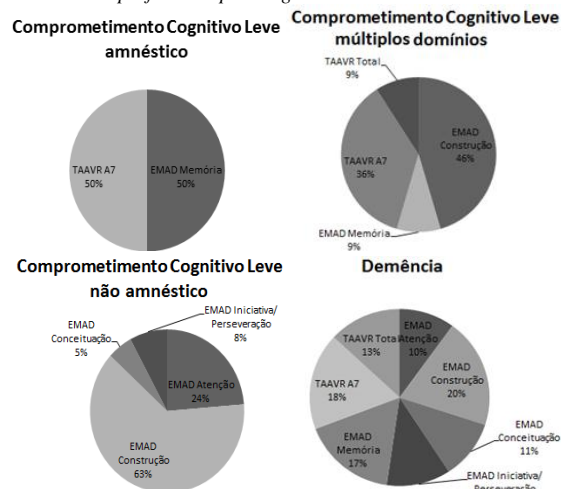 Comprometimento Cognitivo Leve
amnéstico
TAAVR A7
50%
EMAD Memória
50%
Comprometimento Cognitivo Leve
múltiplos domínios
TAAVR Total
9%
EMAD
Construção
46%
TAAVR A7
36%
EMAD Memória
9%
Comprometimento Cognitivo Leve
não amnéstico
EMAD Iniciativa/
Perseveração
8%
EMAD
Conceituação
5%
EMAD Atenção
24%
EMAD
Construção
63%
Demência
TAAVR Total
13%
EMAD
Atenção
10%
EMAD
Construção
20%
TAAVR A7
18%
EMAD
Conceituação
11%
EMAD
Memória
17%
EMAD Iniciativa/
Perseveração